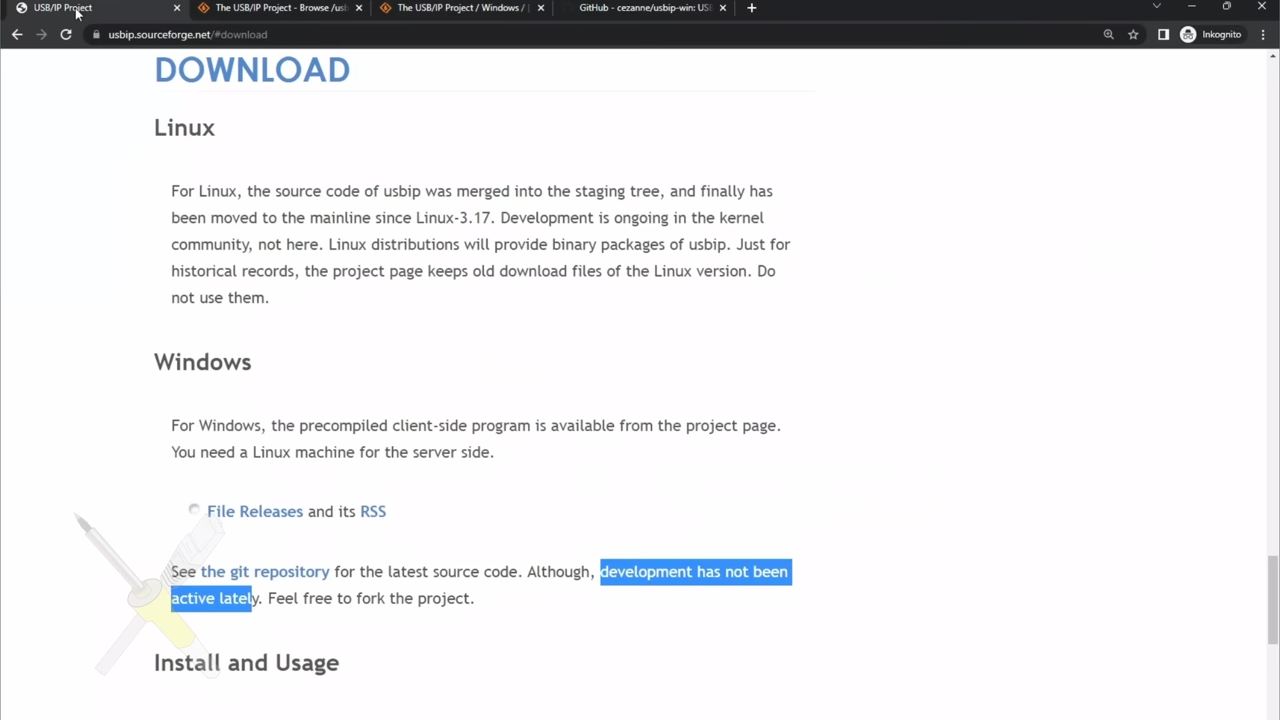 USB/IP Project
The USB/IP Project - Browse /usb
The USB/IP Project / Windows /
GitHub - cezanne/usbip-win: USB
usbip.sourceforge.net/#download
Inkognito
DOWNLOAD
Linux
For Linux, the source code of usbip was merged into the staging tree, and finally has
been moved to the mainline since Linux-3.17. Development is ongoing in the kernel
community, not here. Linux distributions will provide binary packages of usbip. Just for
historical records, the project page keeps old download files of the Linux version. Do
not use them.
Windows
For Windows, the precompiled client-side program is available from the project page.
You need a Linux machine for the server side.
File Releases and its RSS
See the git repository for the latest source code. Although, development has not been
active lately. Feel free to fork the project.
Install and Usage